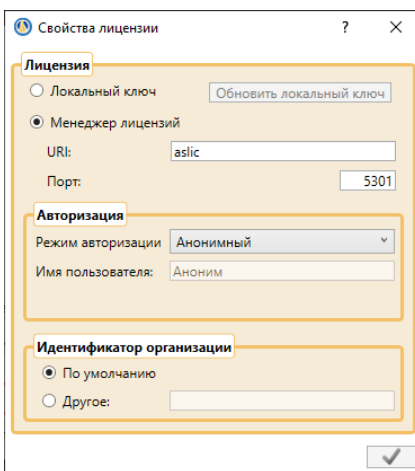 Свойства лицензии
Лицензия
Локальный ключ Обновить локальный ключ
Менеджер лицензий
URI: aslic
Порт: 5301
Авторизация
Режим авторизации Анонимный
Имя пользователя: Аноним
Идентификатор организации
По умолчанию
Другое: